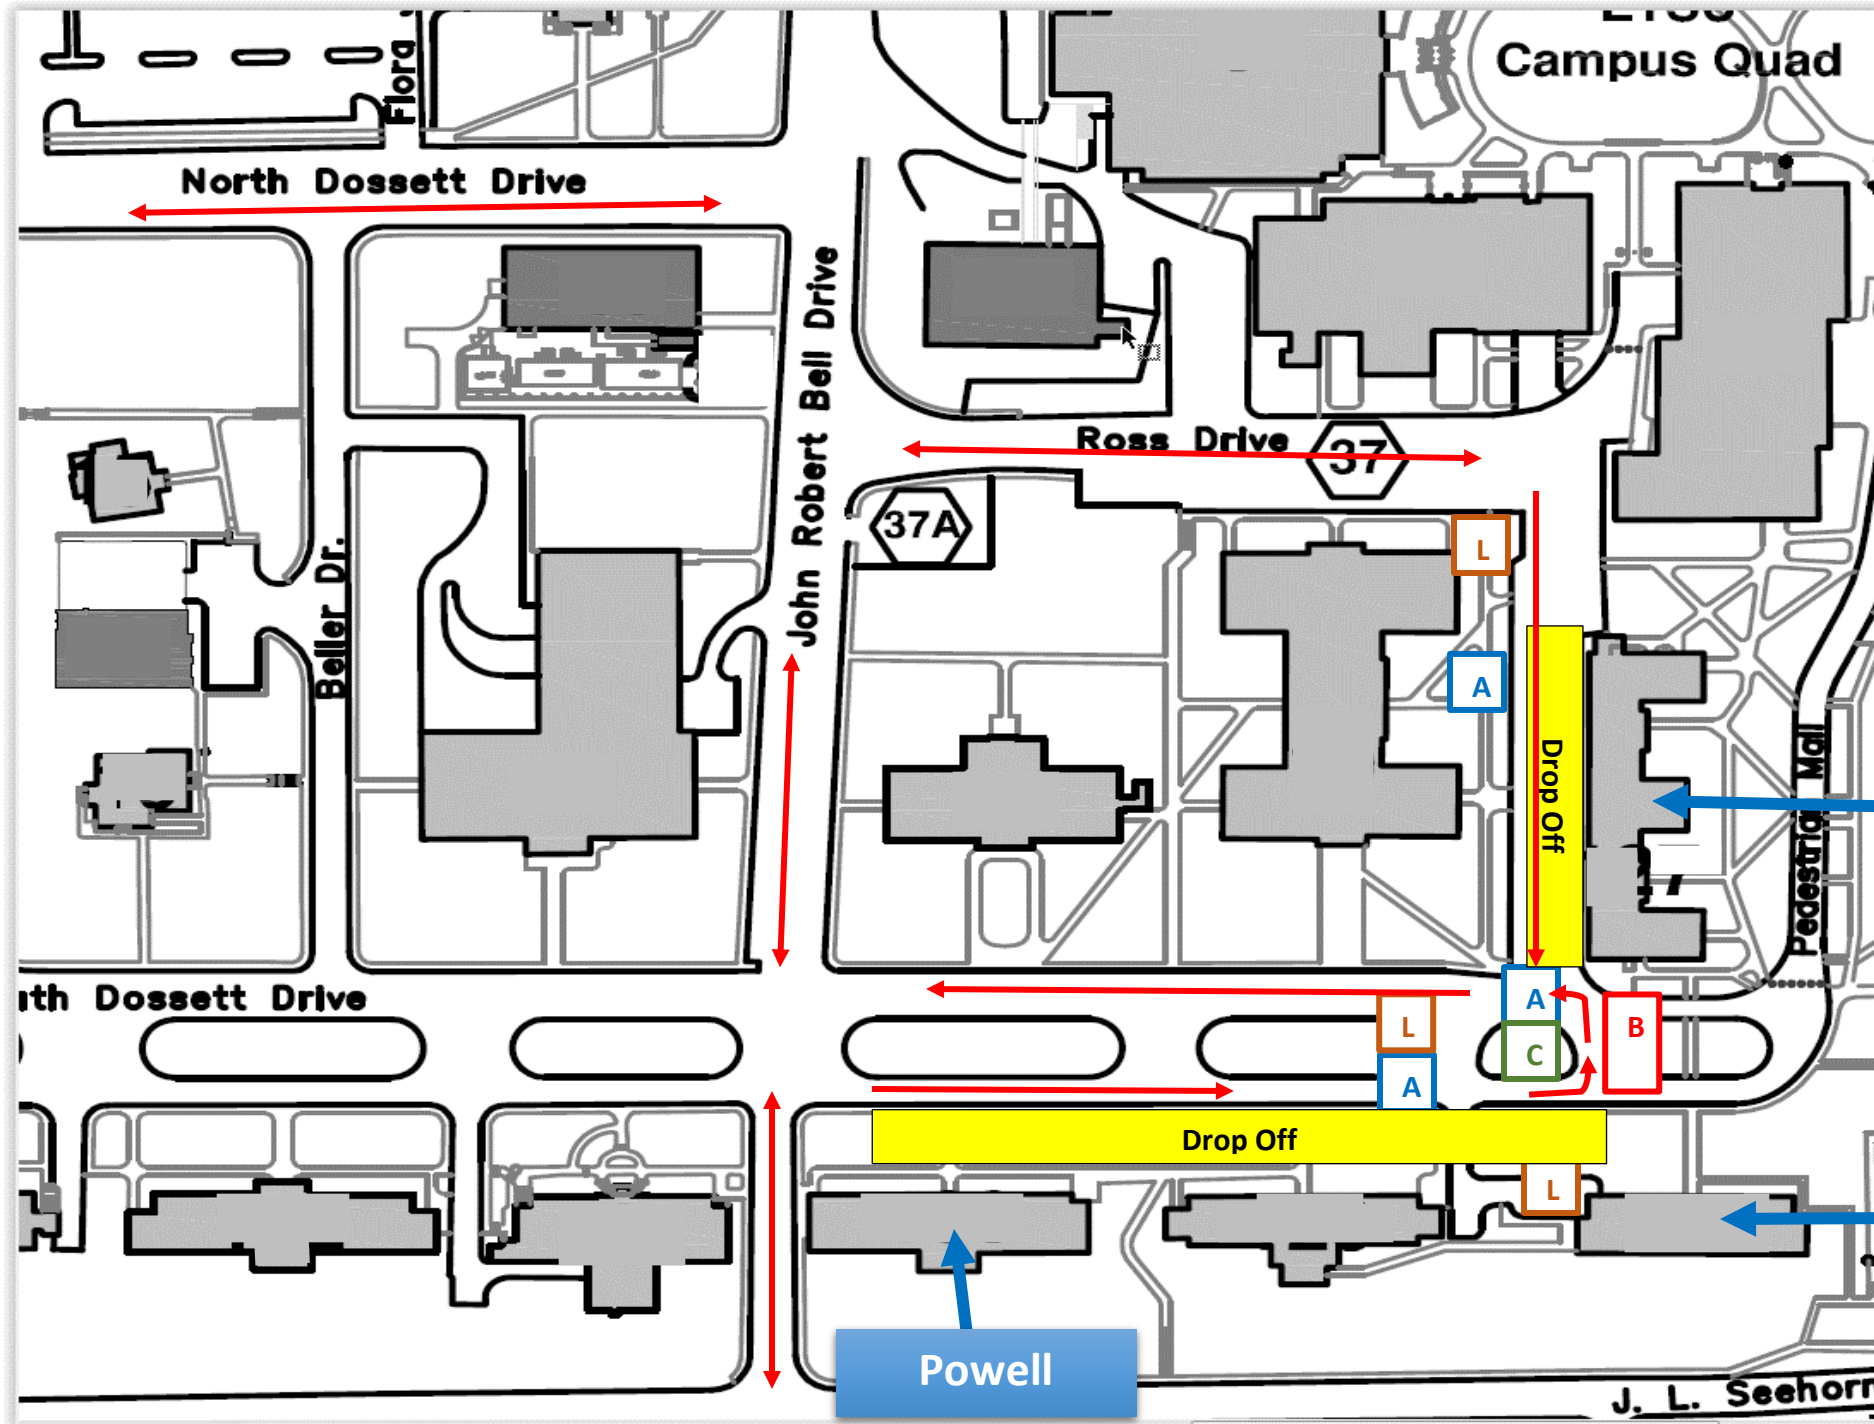 Campus Quad
Flora
North Dossett Drive
John Robert Bell Drive
Ross Drive
37
37A
L
Beller Dr.
A
Drop Off
Pedestrian Mall
uth Dossett Drive
A
L
B
C
A
Drop Off
L
Powell
J. L. Seehorn